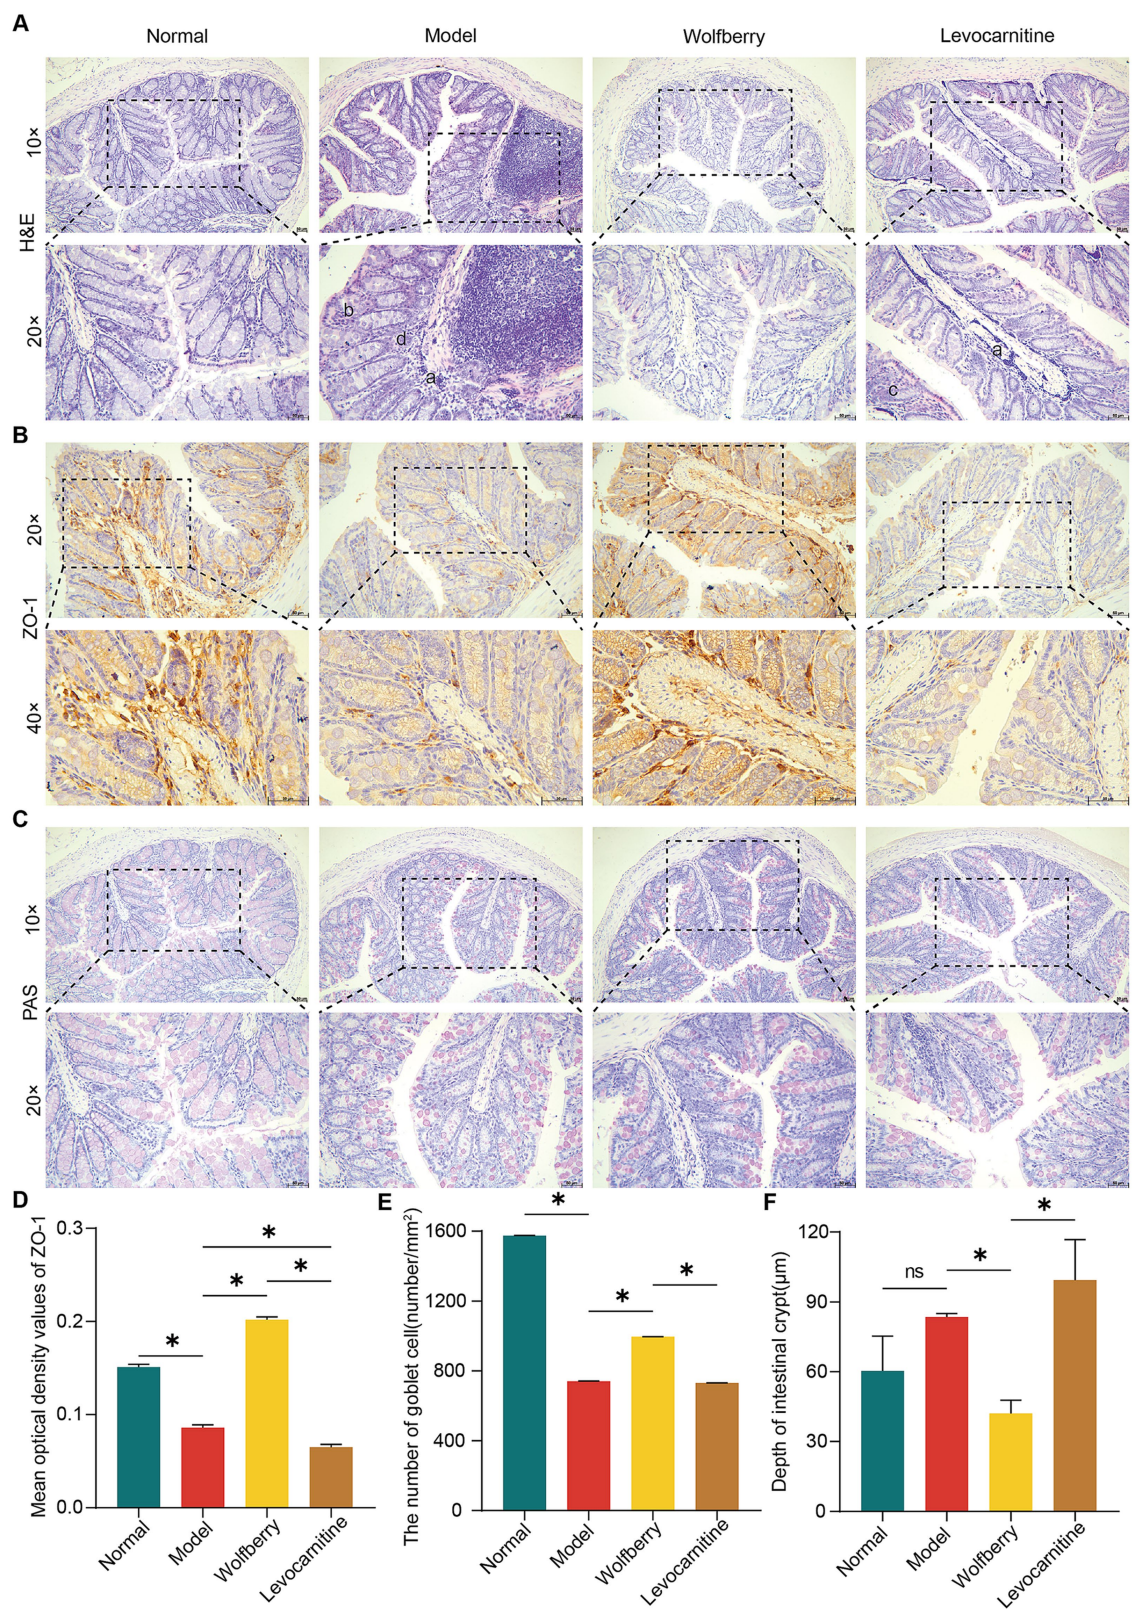 A
Normal Model Wolfberry Levocarnitine
H&E
10×
20×
b
d
a
a
c
B
ZO-1
20×
40×
C
PAS
10×
20×
D
Mean optical density values of ZO-1
0.3
0.2
0.1
0.0
*
*
*
*
Normal Model Wolfberry Levocarnitine
E
The number of goblet cell(number/mm²)
1600
1200
800
400
0
*
*
*
Normal Model Wolfberry Levocarnitine
F
Depth of intestinal crypt(μm)
120
90
60
30
0
ns
*
*
Normal Model Wolfberry Levocarnitine